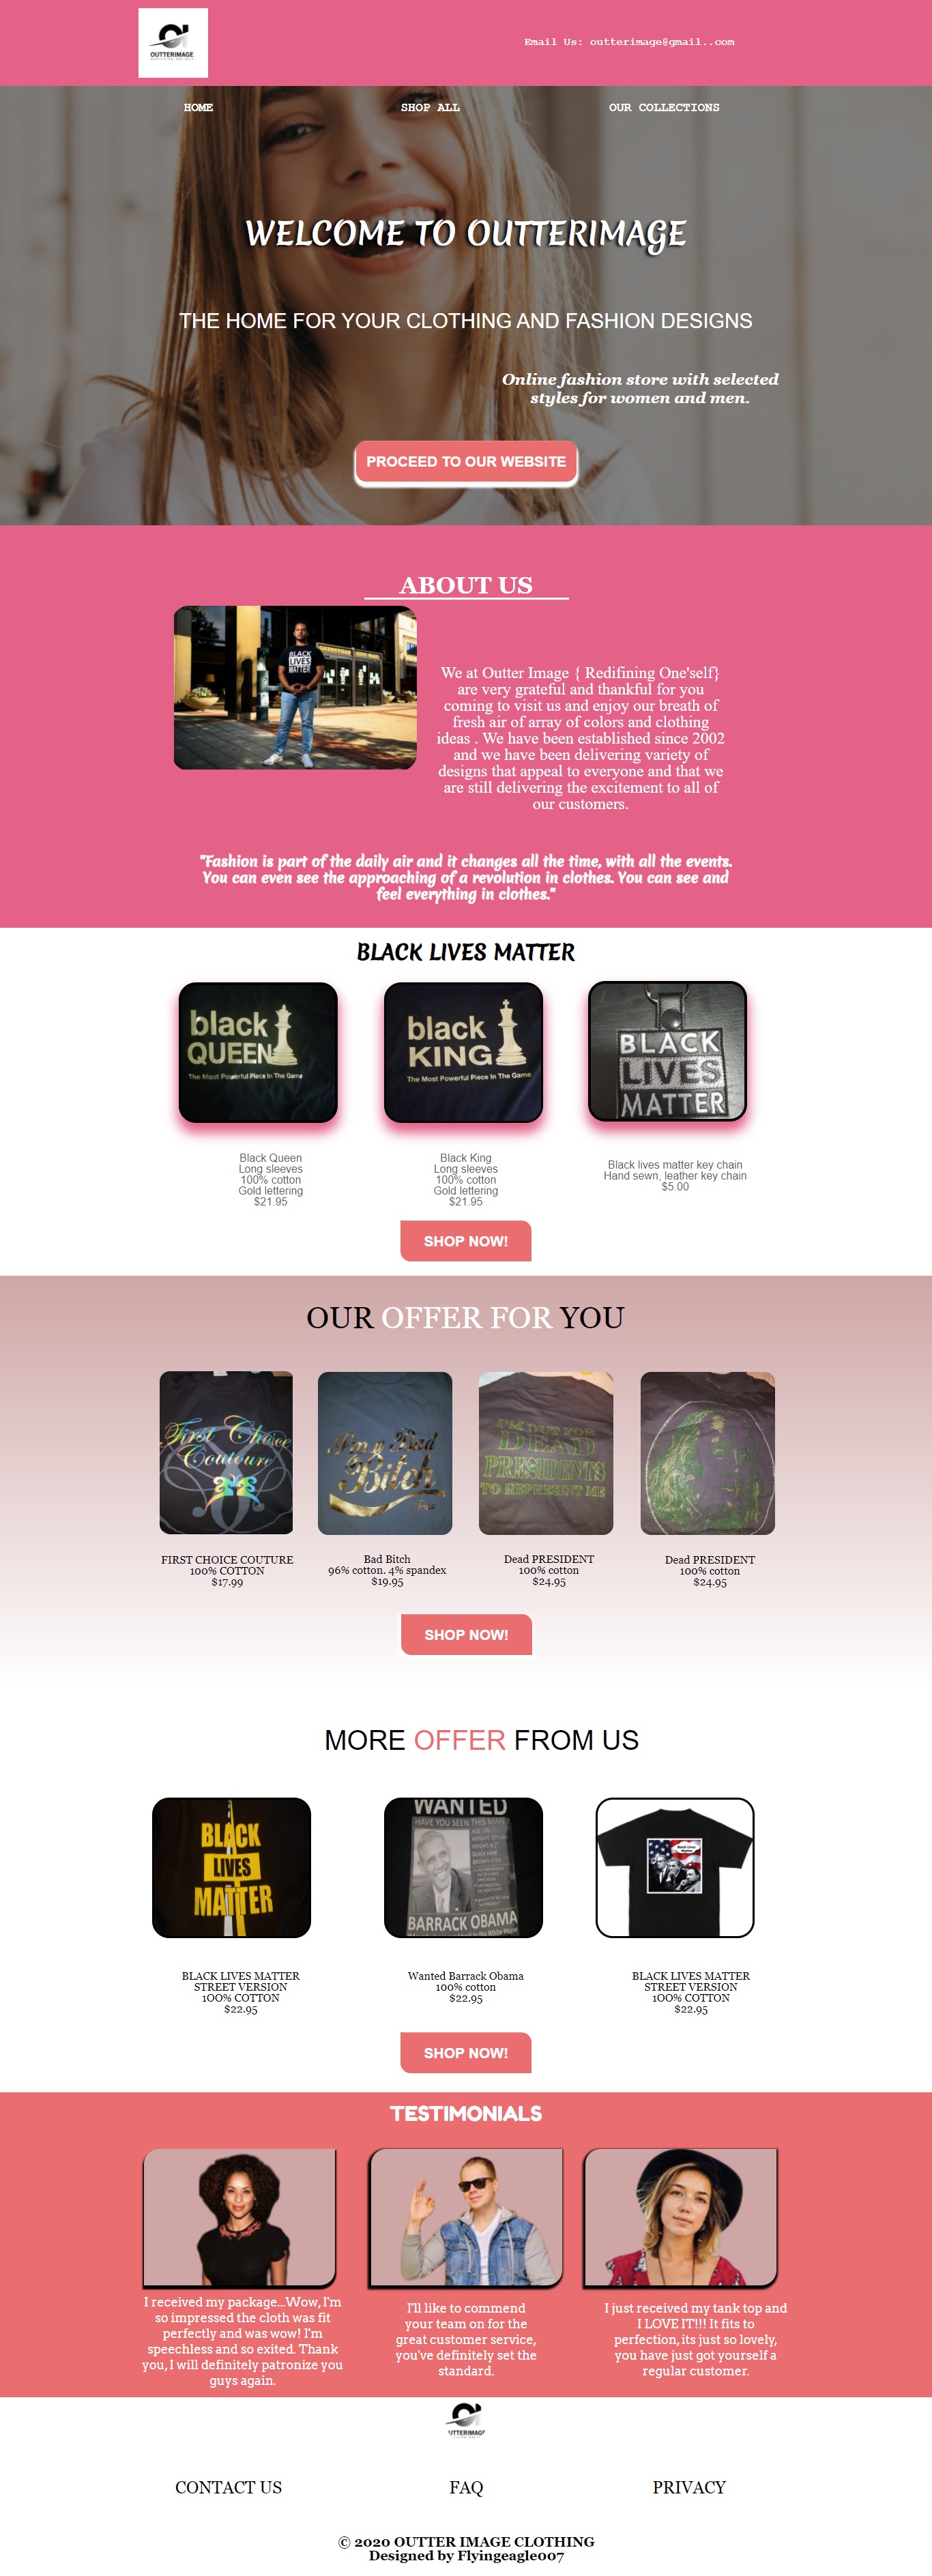 OUTTERIMAGE
Email Us: outterimage@gmail..com
HOME
SHOP ALL
OUR COLLECTIONS
WELCOME TO OUTTERIMAGE
THE HOME FOR YOUR CLOTHING AND FASHION DESIGNS
Online fashion store with selected
styles for women and men.
PROCEED TO OUR WEBSITE
ABOUT US
BLACK
LIVES
MATTER
We at Outter Image { Redifining One'self}
are very grateful and thankful for you
coming to visit us and enjoy our breath of
fresh air of array of colors and clothing
ideas . We have been established since 2002
and we have been delivering variety of
designs that appeal to everyone and that we
are still delivering the excitement to all of
our customers.
"Fashion is part of the daily air and it changes all the time, with all the events.
You can even see the approaching of a revolution in clothes. You can see and
feel everything in clothes."
BLACK LIVES MATTER
black
QUEEN
The Most Powerful Piece In The Game
black
KING
The Most Powerful Piece In The Game
BLACK
LIVES
MATTER
Black Queen
Long sleeves
100% cotton
Gold lettering
$21.95
Black King
Long sleeves
100% cotton
Gold lettering
$21.95
Black lives matter key chain
Hand sewn, leather key chain
$5.00
SHOP NOW!
OUR OFFER FOR YOU
First Choice
Couture
I'm a Bad
Bitch
I'M OUT FOR
DEAD
PRESIDENTS
TO REPRESENT ME
FIRST CHOICE COUTURE
100% COTTON
$17.99
Bad Bitch
96% cotton. 4% spandex
$19.95
Dead PRESIDENT
100% cotton
$24.95
Dead PRESIDENT
100% cotton
$24.95
SHOP NOW!
MORE OFFER FROM US
BLACK
LIVES
MATTER
WANTED
HAVE YOU SEEN THIS MAN?
BARRACK OBAMA
Black Lives
Matter
BLACK LIVES MATTER
STREET VERSION
1OO% COTTON
$22.95
Wanted Barrack Obama
100% cotton
$22.95
BLACK LIVES MATTER
STREET VERSION
1OO% COTTON
$22.95
SHOP NOW!
TESTIMONIALS
I received my package...Wow, I'm
so impressed the cloth was fit
perfectly and was wow! I'm
speechless and so exited. Thank
you, I will definitely patronize you
guys again.
I'll like to commend
your team on for the
great customer service,
you've definitely set the
standard.
I just received my tank top and
I LOVE IT!!! It fits to
perfection, its just so lovely,
you have just got yourself a
regular customer.
UTTERIMAG
CONTACT US
FAQ
PRIVACY
© 2020 OUTTER IMAGE CLOTHING
Designed by Flyingeagle007